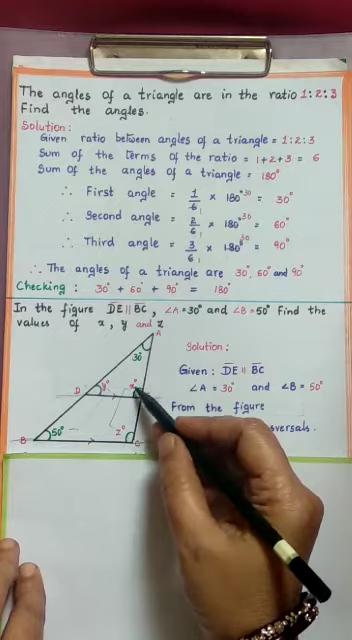 The angles of a triangle are in the ratio 1:2:3
Find the angles.
Solution:
Given ratio between angles of a triangle = 1:2:3
Sum of the terms of the ratio = 1+2+3 = 6
Sum of the angles of a triangle = 180°
∴ First angle = 1/6 × 180° 30 = 30°
∴ Second angle = 2/6 × 180° 30 = 60°
∴ Third angle = 3/6 × 180° 30 = 90°
∴ The angles of a triangle are 30°, 60° and 90°
Checking: 30° + 60° + 90° = 180°
In the figure DE || BC, ∠A = 30° and ∠B = 50° Find the
values of x, y and z
A
30°
Solution:
Given: DE || BC
D y° x°
∠A = 30° and ∠B = 50°
From the figure
B 50° z° C
sversals.